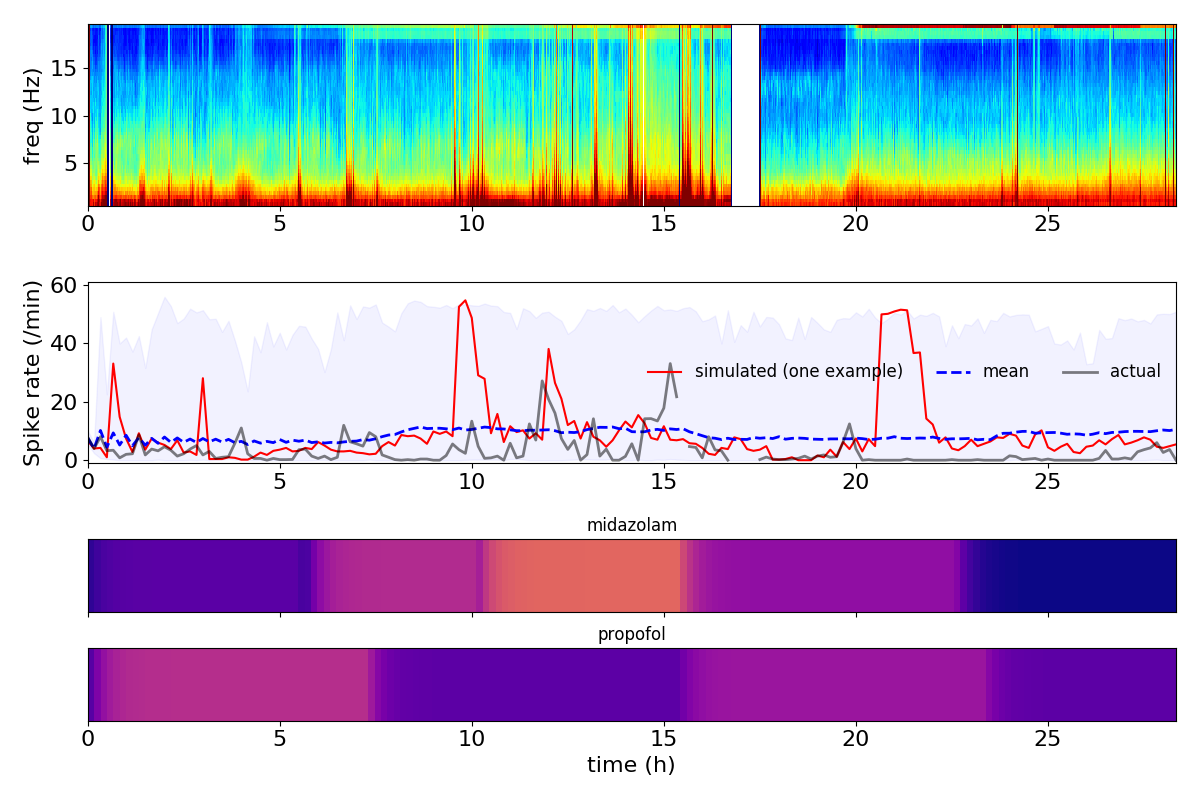 freq (Hz)
15
10
5
0 5 10 15 20 25
Spike rate (/min)
60
40
20
0
simulated (one example) mean actual
0 5 10 15 20 25
midazolam
propofol
0 5 10 15 20 25
time (h)